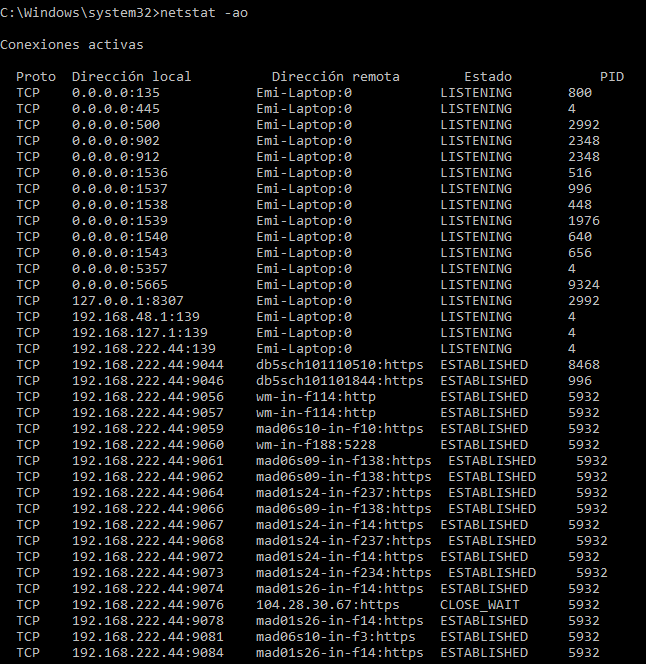 C:\Windows\system32>netstat -ao
Conexiones activas
Proto Dirección local Dirección remota Estado PID
TCP 0.0.0.0:135 Emi-Laptop:0 LISTENING 800
TCP 0.0.0.0:445 Emi-Laptop:0 LISTENING 4
TCP 0.0.0.0:500 Emi-Laptop:0 LISTENING 2992
TCP 0.0.0.0:902 Emi-Laptop:0 LISTENING 2348
TCP 0.0.0.0:912 Emi-Laptop:0 LISTENING 2348
TCP 0.0.0.0:1536 Emi-Laptop:0 LISTENING 516
TCP 0.0.0.0:1537 Emi-Laptop:0 LISTENING 996
TCP 0.0.0.0:1538 Emi-Laptop:0 LISTENING 448
TCP 0.0.0.0:1539 Emi-Laptop:0 LISTENING 1976
TCP 0.0.0.0:1540 Emi-Laptop:0 LISTENING 640
TCP 0.0.0.0:1543 Emi-Laptop:0 LISTENING 656
TCP 0.0.0.0:5357 Emi-Laptop:0 LISTENING 4
TCP 0.0.0.0:5665 Emi-Laptop:0 LISTENING 9324
TCP 127.0.0.1:8307 Emi-Laptop:0 LISTENING 2992
TCP 192.168.48.1:139 Emi-Laptop:0 LISTENING 4
TCP 192.168.127.1:139 Emi-Laptop:0 LISTENING 4
TCP 192.168.222.44:139 Emi-Laptop:0 LISTENING 4
TCP 192.168.222.44:9044 db5sch101110510:https ESTABLISHED 8468
TCP 192.168.222.44:9046 db5sch101101844:https ESTABLISHED 996
TCP 192.168.222.44:9056 wm-in-f114:http ESTABLISHED 5932
TCP 192.168.222.44:9057 wm-in-f114:http ESTABLISHED 5932
TCP 192.168.222.44:9059 mad06s10-in-f10:https ESTABLISHED 5932
TCP 192.168.222.44:9060 wm-in-f188:5228 ESTABLISHED 5932
TCP 192.168.222.44:9061 mad06s09-in-f138:https ESTABLISHED 5932
TCP 192.168.222.44:9062 mad06s09-in-f138:https ESTABLISHED 5932
TCP 192.168.222.44:9064 mad01s24-in-f237:https ESTABLISHED 5932
TCP 192.168.222.44:9066 mad06s09-in-f138:https ESTABLISHED 5932
TCP 192.168.222.44:9067 mad01s24-in-f14:https ESTABLISHED 5932
TCP 192.168.222.44:9068 mad01s24-in-f237:https ESTABLISHED 5932
TCP 192.168.222.44:9072 mad01s24-in-f14:https ESTABLISHED 5932
TCP 192.168.222.44:9073 mad01s24-in-f234:https ESTABLISHED 5932
TCP 192.168.222.44:9074 mad01s26-in-f14:https ESTABLISHED 5932
TCP 192.168.222.44:9076 104.28.30.67:https CLOSE_WAIT 5932
TCP 192.168.222.44:9078 mad01s26-in-f14:https ESTABLISHED 5932
TCP 192.168.222.44:9081 mad06s10-in-f3:https ESTABLISHED 5932
TCP 192.168.222.44:9084 mad01s26-in-f14:https ESTABLISHED 5932